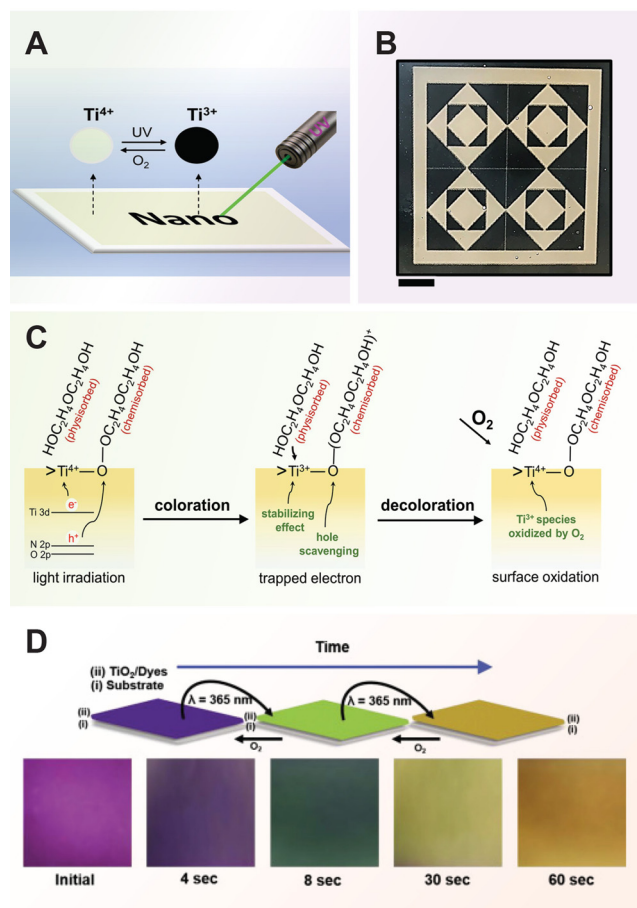 A
Ti4+
Ti3+
UV
O2
UV
Nano
B
C
HOC2H4OC2H4OH
(physisorbed)
OC2H4OC2H4OH
(chemisorbed)
>Ti4+—O
e-
Ti 3d
h+
N 2p
O 2p
light irradiation
coloration
HOC2H4OC2H4OH
(physisorbed)
(OC2H4OC2H4OH)+
(chemisorbed)
>Ti3+—O
stabilizing
effect
hole
scavenging
trapped electron
decoloration
O2
HOC2H4OC2H4OH
(physisorbed)
OC2H4OC2H4OH
(chemisorbed)
>Ti4+—O
Ti3+ species
oxidized by O2
surface oxidation
D
Time
(ii) TiO2/Dyes
(i) Substrate
λ = 365 nm
λ = 365 nm
(ii)
(i)
(ii)
(i)
(ii)
(i)
O2
O2
Initial
4 sec
8 sec
30 sec
60 sec